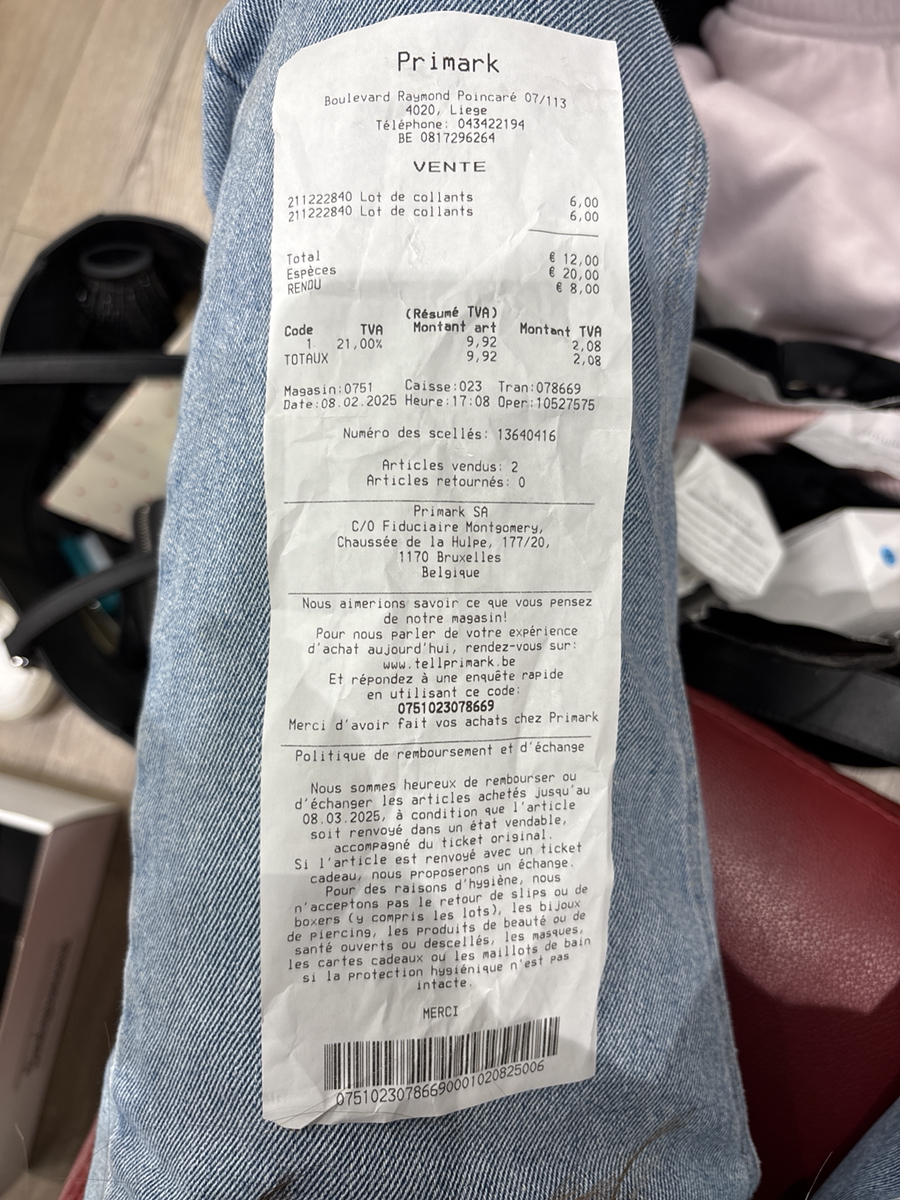 Primark
Boulevard Raymond Poincaré 07/113
4020, Liege
Téléphone: 043422194
BE 0817296264
VENTE
211222840 Lot de collants 6,00
211222840 Lot de collants 6,00
Total € 12,00
Espèces € 20,00
RENDU € 8,00
(Résumé TVA)
Code TVA Montant art Montant TVA
1 21,00% 9,92 2,08
TOTAUX 9,92 2,08
Magasin:0751 Caisse:023 Tran:078669
Date:08.02.2025 Heure:17:08 Oper:10527575
Numéro des scellés: 13640416
Articles vendus: 2
Articles retournés: 0
Primark SA
C/O Fiduciaire Montgomery,
Chaussée de la Hulpe, 177/20,
1170 Bruxelles
Belgique
Nous aimerions savoir ce que vous pensez
de notre magasin!
Pour nous parler de votre expérience
d'achat aujourd'hui, rendez-vous sur:
www.tellprimark.be
Et répondez à une enquête rapide
en utilisant ce code:
0751023078669
Merci d'avoir fait vos achats chez Primark
Politique de remboursement et d'échange
Nous sommes heureux de rembourser ou
d'échanger les articles achetés jusqu'au
08.03.2025, à condition que l'article
soit renvoyé dans un état vendable,
accompagné du ticket original.
Si l'article est renvoyé avec un ticket
cadeau, nous proposerons un échange.
Pour des raisons d'hygiène, nous
n'acceptons pas le retour de slips ou de
boxers (y compris les lots), les bijoux
de piercing, les produits de beauté ou de
santé ouverts ou descellés, les masques,
les cartes cadeaux ou les maillots de bain
si la protection hygiénique n'est pas
intacte.
MERCI
07510230786690001020825006